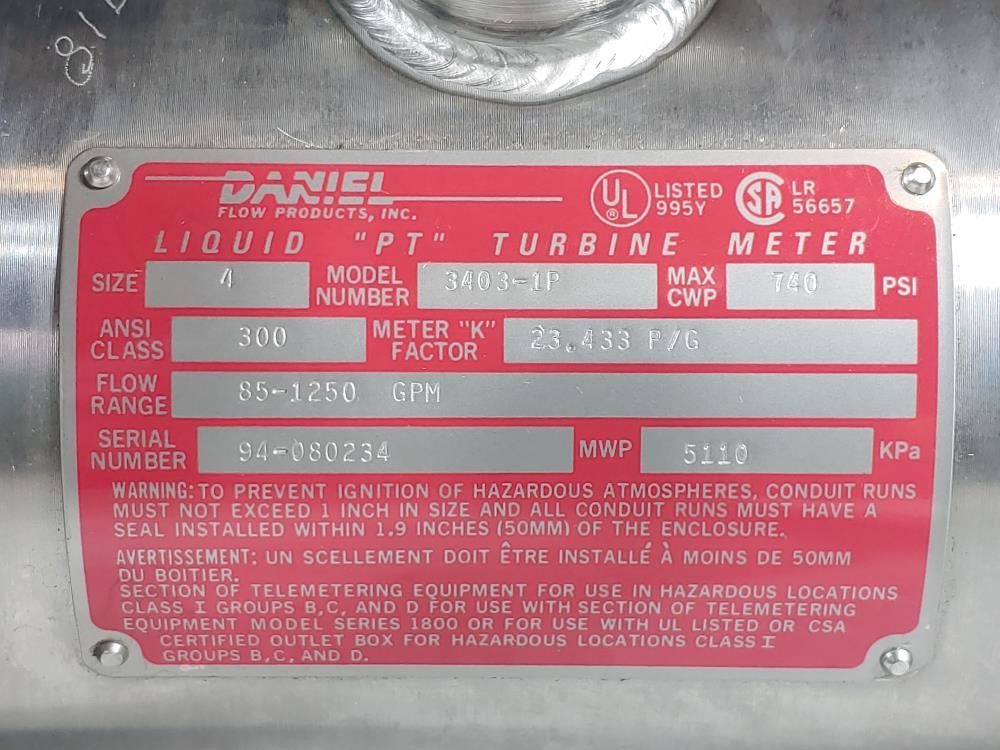 81
DANIEL
FLOW PRODUCTS, INC.
UL ® LISTED 995Y
SA LR 56657
LIQUID "PT" TURBINE METER
SIZE 4 MODEL NUMBER 3403-1P MAX CWP 740 PSI
ANSI CLASS 300 METER "K" FACTOR 23.433 P/G
FLOW RANGE 85-1250 GPM
SERIAL NUMBER 94-080234 MWP 5110 KPa
WARNING: TO PREVENT IGNITION OF HAZARDOUS ATMOSPHERES, CONDUIT RUNS
MUST NOT EXCEED 1 INCH IN SIZE AND ALL CONDUIT RUNS MUST HAVE A
SEAL INSTALLED WITHIN 1.9 INCHES (50MM) OF THE ENCLOSURE.
AVERTISSEMENT: UN SCELLEMENT DOIT ÊTRE INSTALLÉ À MOINS DE 50MM
DU BOITIER.
SECTION OF TELEMETERING EQUIPMENT FOR USE IN HAZARDOUS LOCATIONS
CLASS I GROUPS B,C, AND D FOR USE WITH SECTION OF TELEMETERING
EQUIPMENT MODEL SERIES 1800 OR FOR USE WITH UL LISTED OR CSA
CERTIFIED OUTLET BOX FOR HAZARDOUS LOCATIONS CLASS I
GROUPS B,C, AND D.